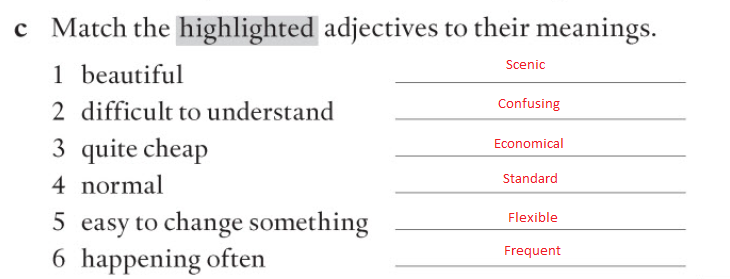 c Match the highlighted adjectives to their meanings.
1 beautiful Scenic
2 difficult to understand Confusing
3 quite cheap Economical
4 normal Standard
5 easy to change something Flexible
6 happening often Frequent